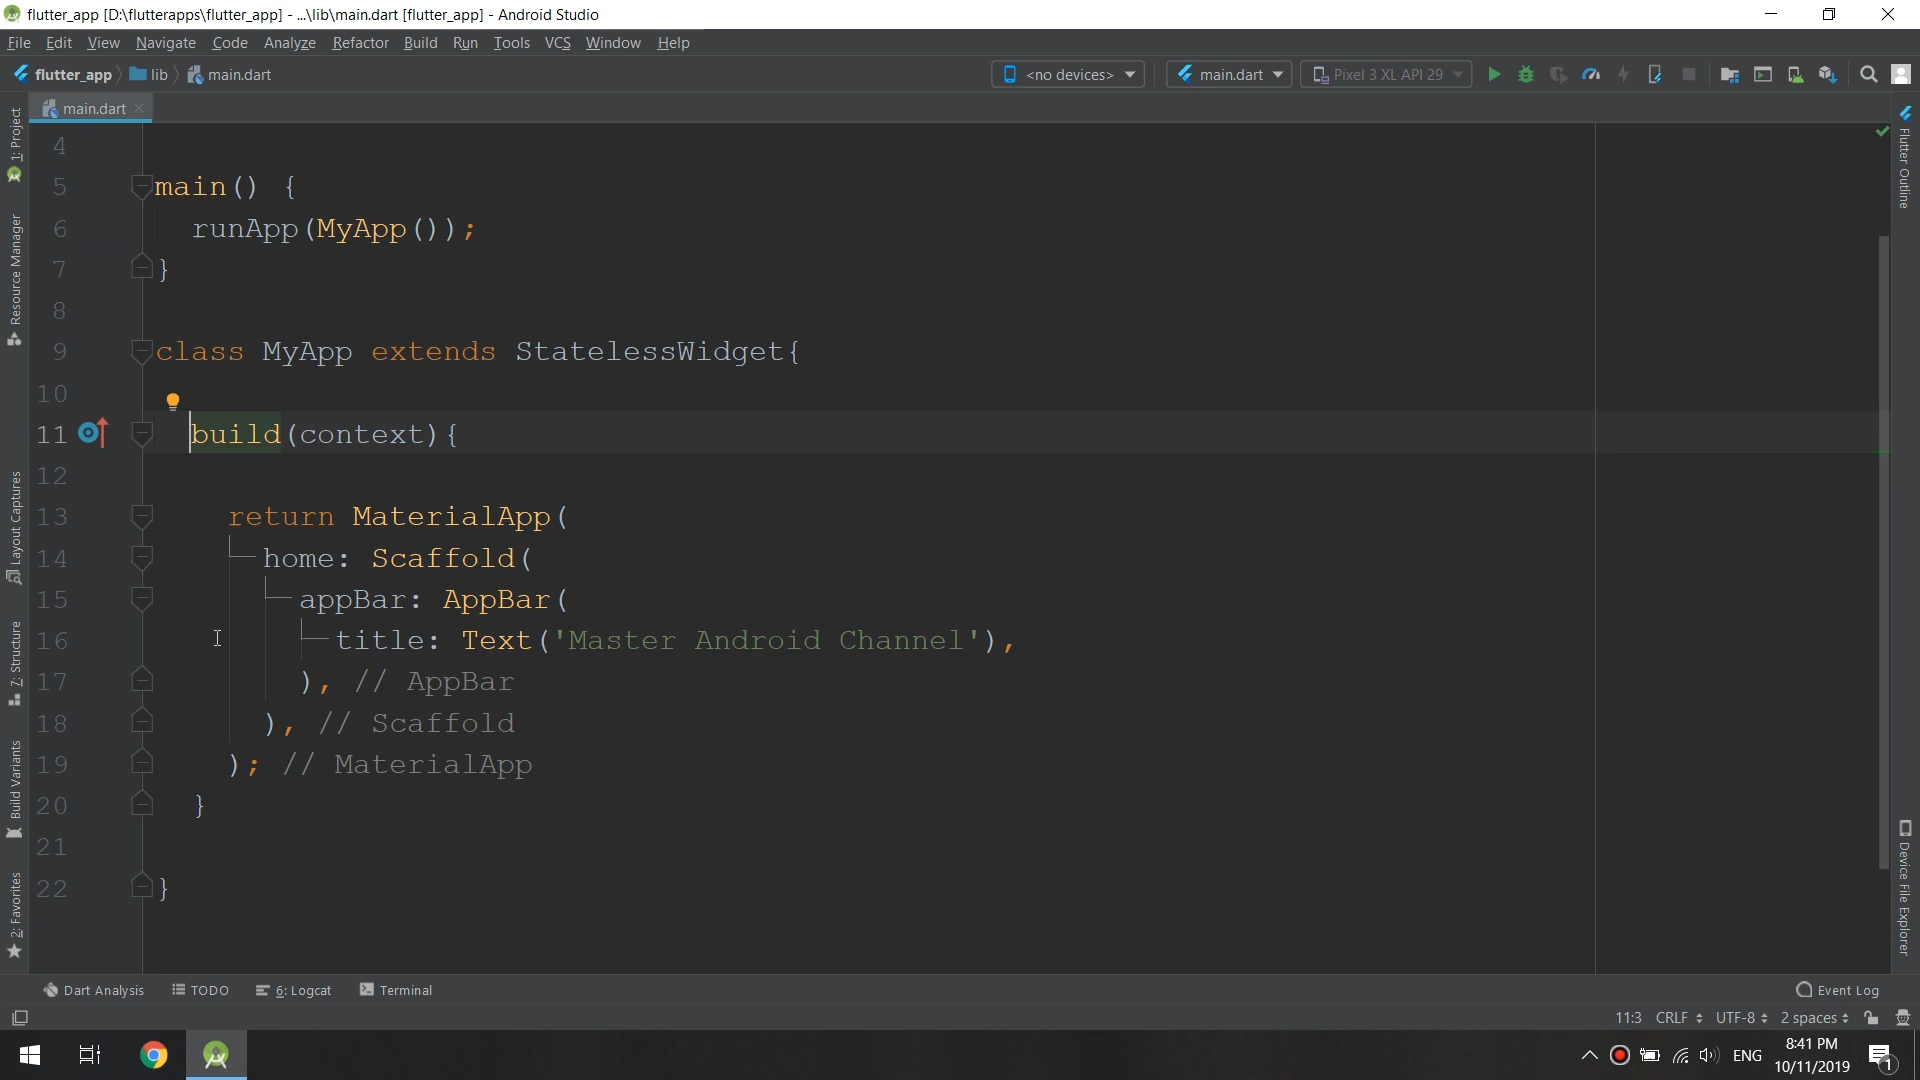 flutter_app [D:\flutterapps\flutter_app] - ...\lib\main.dart [flutter_app] - Android Studio
File Edit View Navigate Code Analyze Refactor Build Run Tools VCS Window Help
flutter_app lib main.dart <no devices> main.dart Pixel 3 XL API 29
main.dart
1: Project
Resource Manager
Layout Captures
7: Structure
Build Variants
2: Favorites
4
5 main() {
6 runApp(MyApp());
7 }
8
9 class MyApp extends StatelessWidget{
10
11 build(context){
12
13 return MaterialApp(
14 home: Scaffold(
15 appBar: AppBar(
16 title: Text('Master Android Channel'),
17 ), // AppBar
18 ), // Scaffold
19 ); // MaterialApp
20 }
21
22 }
Flutter Outline
Device File Explorer
Dart Analysis TODO 6: Logcat Terminal Event Log
11:3 CRLF UTF-8 2 spaces
ENG 8:41 PM
10/11/2019 1